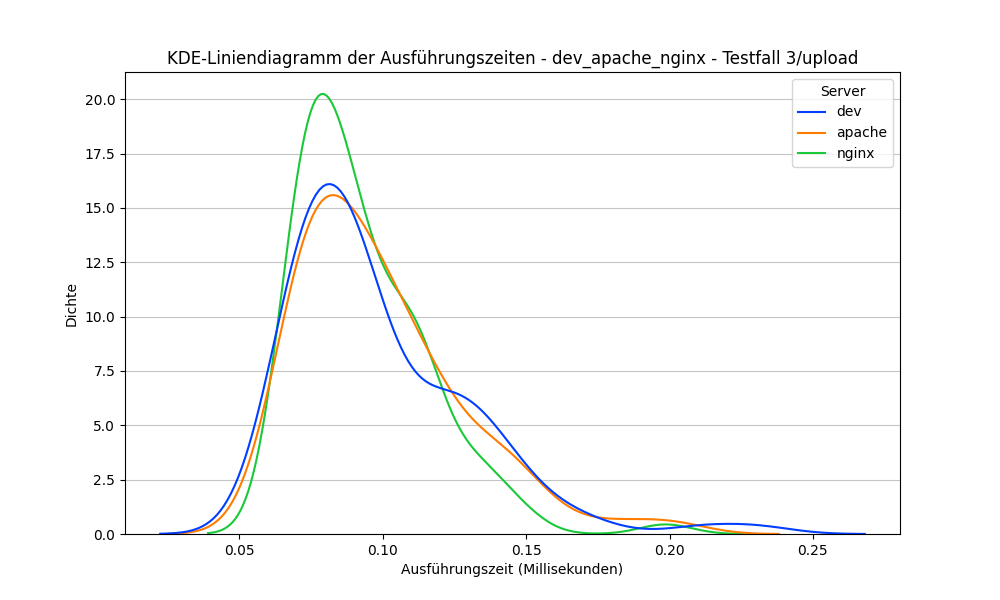 KDE-Liniendiagramm der Ausführungszeiten - dev_apache_nginx - Testfall 3/upload
Server
dev
apache
nginx
20.0
17.5
15.0
12.5
10.0
7.5
5.0
2.5
0.0
Dichte
0.05
0.10
0.15
0.20
0.25
Ausführungszeit (Millisekunden)